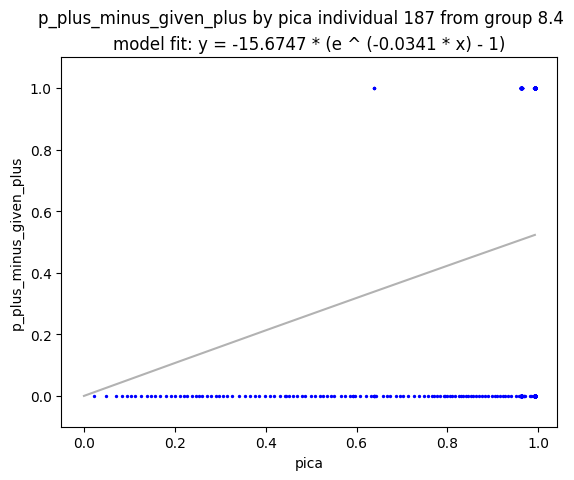 p_plus_minus_given_plus by pica individual 187 from group 8.4
model fit: y = -15.6747 * (e ^ (-0.0341 * x) - 1)
p_plus_minus_given_plus
1.0
0.8
0.6
0.4
0.2
0.0
0.0 0.2 0.4 0.6 0.8 1.0
pica